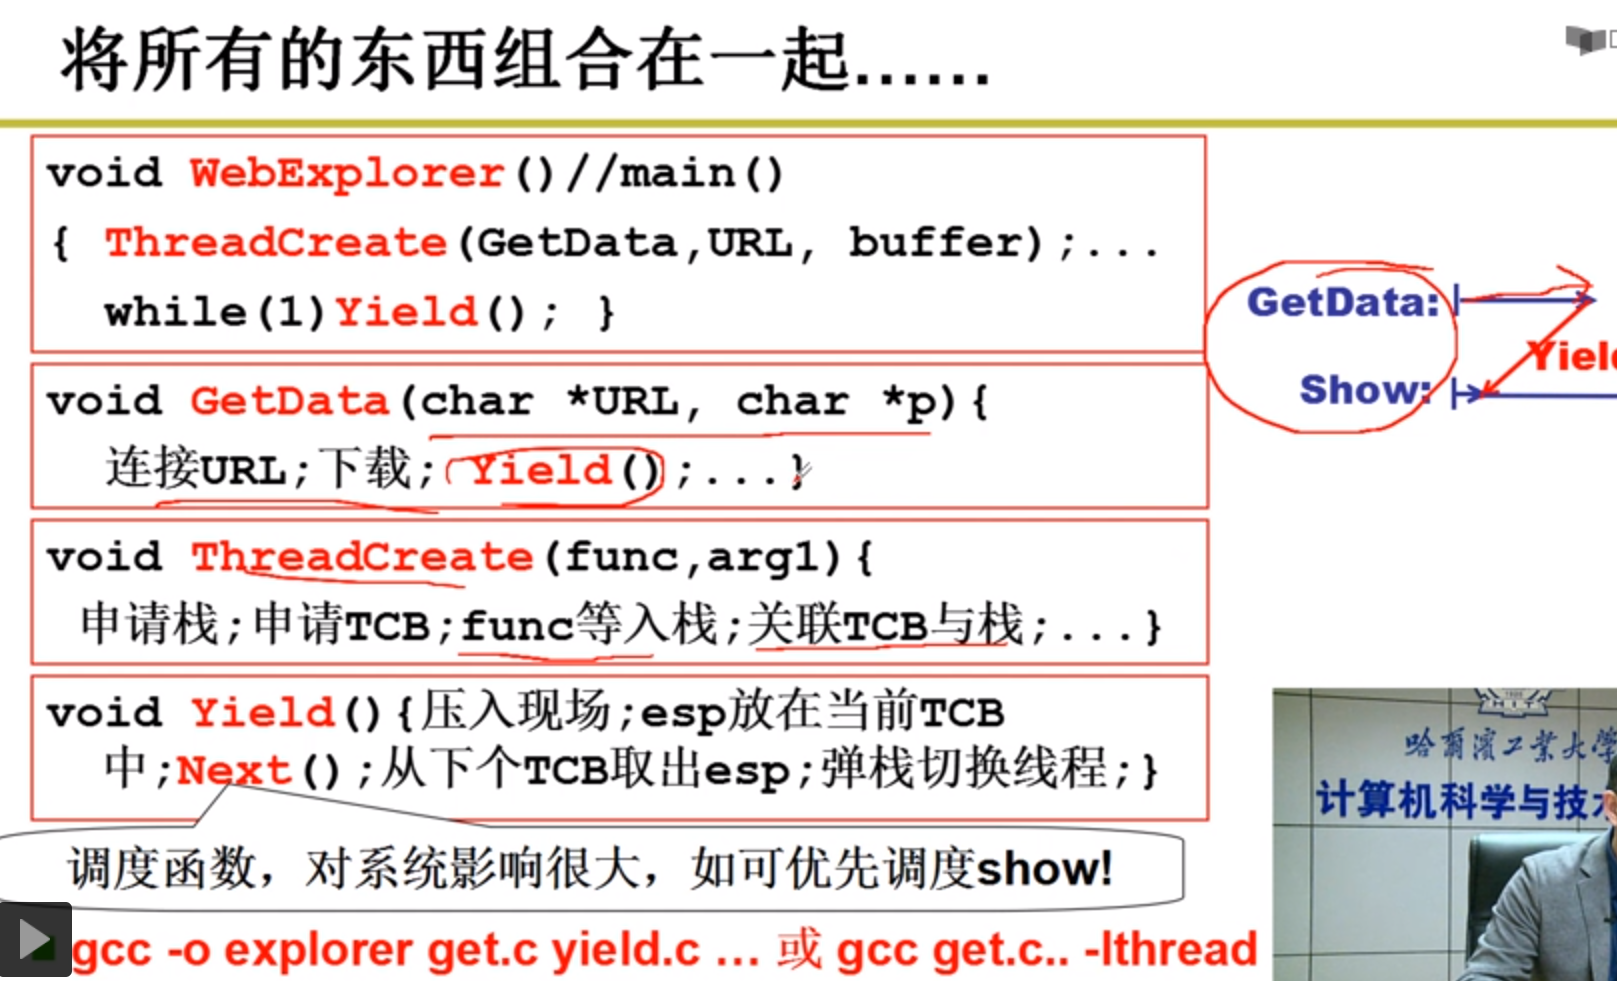 将所有的东西组合在一起......
void WebExplorer()//main()
{ ThreadCreate(GetData,URL, buffer);...
while(1)Yield(); }
void GetData(char *URL, char *p){
连接URL;下载; Yield();...}
void ThreadCreate(func,arg1){
申请栈;申请TCB;func等入栈;关联TCB与栈;...}
void Yield(){压入现场;esp放在当前TCB
中;Next();从下个TCB取出esp;弹栈切换线程;}
调度函数，对系统影响很大，如可优先调度show!
gcc -o explorer get.c yield.c … 或 gcc get.c.. -lthread
GetData:
Yiel
Show:
哈爾濱工業大學
计算机科学与技